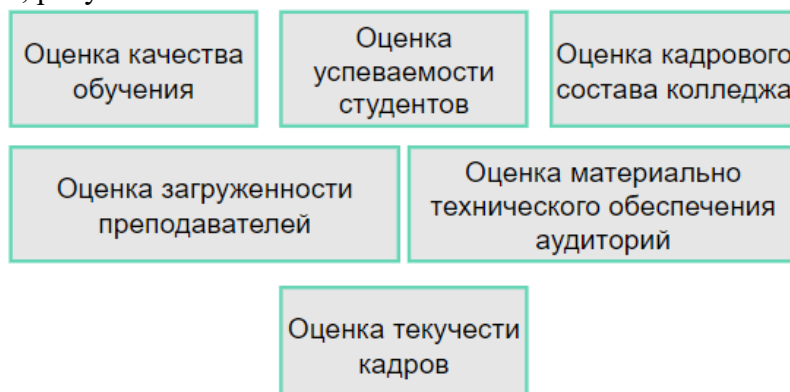 Оценка качества
обучения
Оценка
успеваемости
студентов
Оценка кадрового
состава колледжа
Оценка загруженности
преподавателей
Оценка материально
технического обеспечения
аудиторий
Оценка текучести
кадров